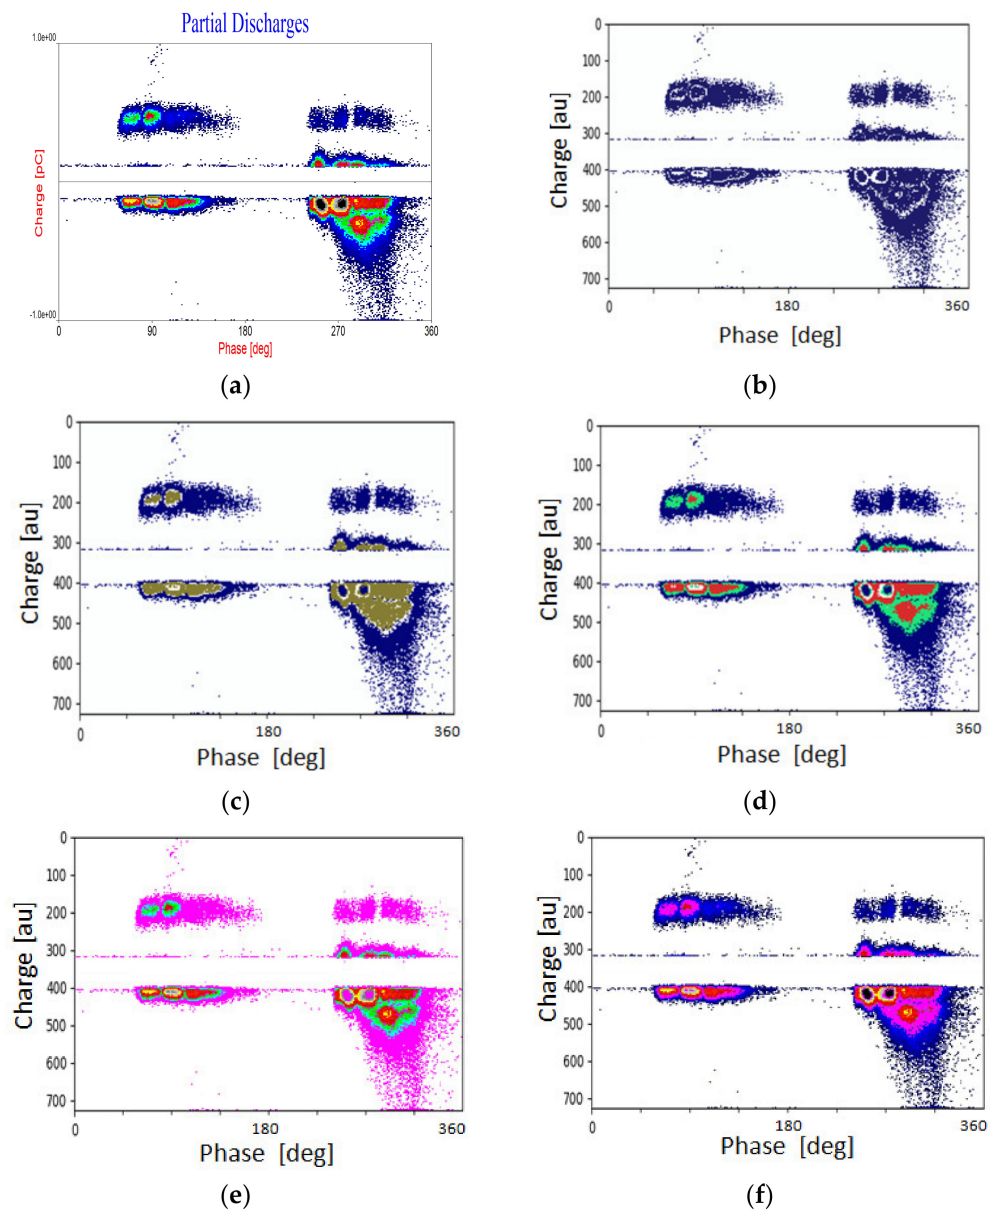 Partial Discharges
1.0e+00
Charge [pC]
-1.0e+00
0 90 180 270 360
Phase [deg]
(a)
0
100
200
300
400
500
600
700
Charge [au]
0 180 360
Phase [deg]
(b)
0
100
200
300
400
500
600
700
Charge [au]
0 180 360
Phase [deg]
(c)
0
100
200
300
400
500
600
700
Charge [au]
0 180 360
Phase [deg]
(d)
0
100
200
300
400
500
600
700
Charge [au]
0 180 360
Phase [deg]
(e)
0
100
200
300
400
500
600
700
Charge [au]
0 180 360
Phase [deg]
(f)